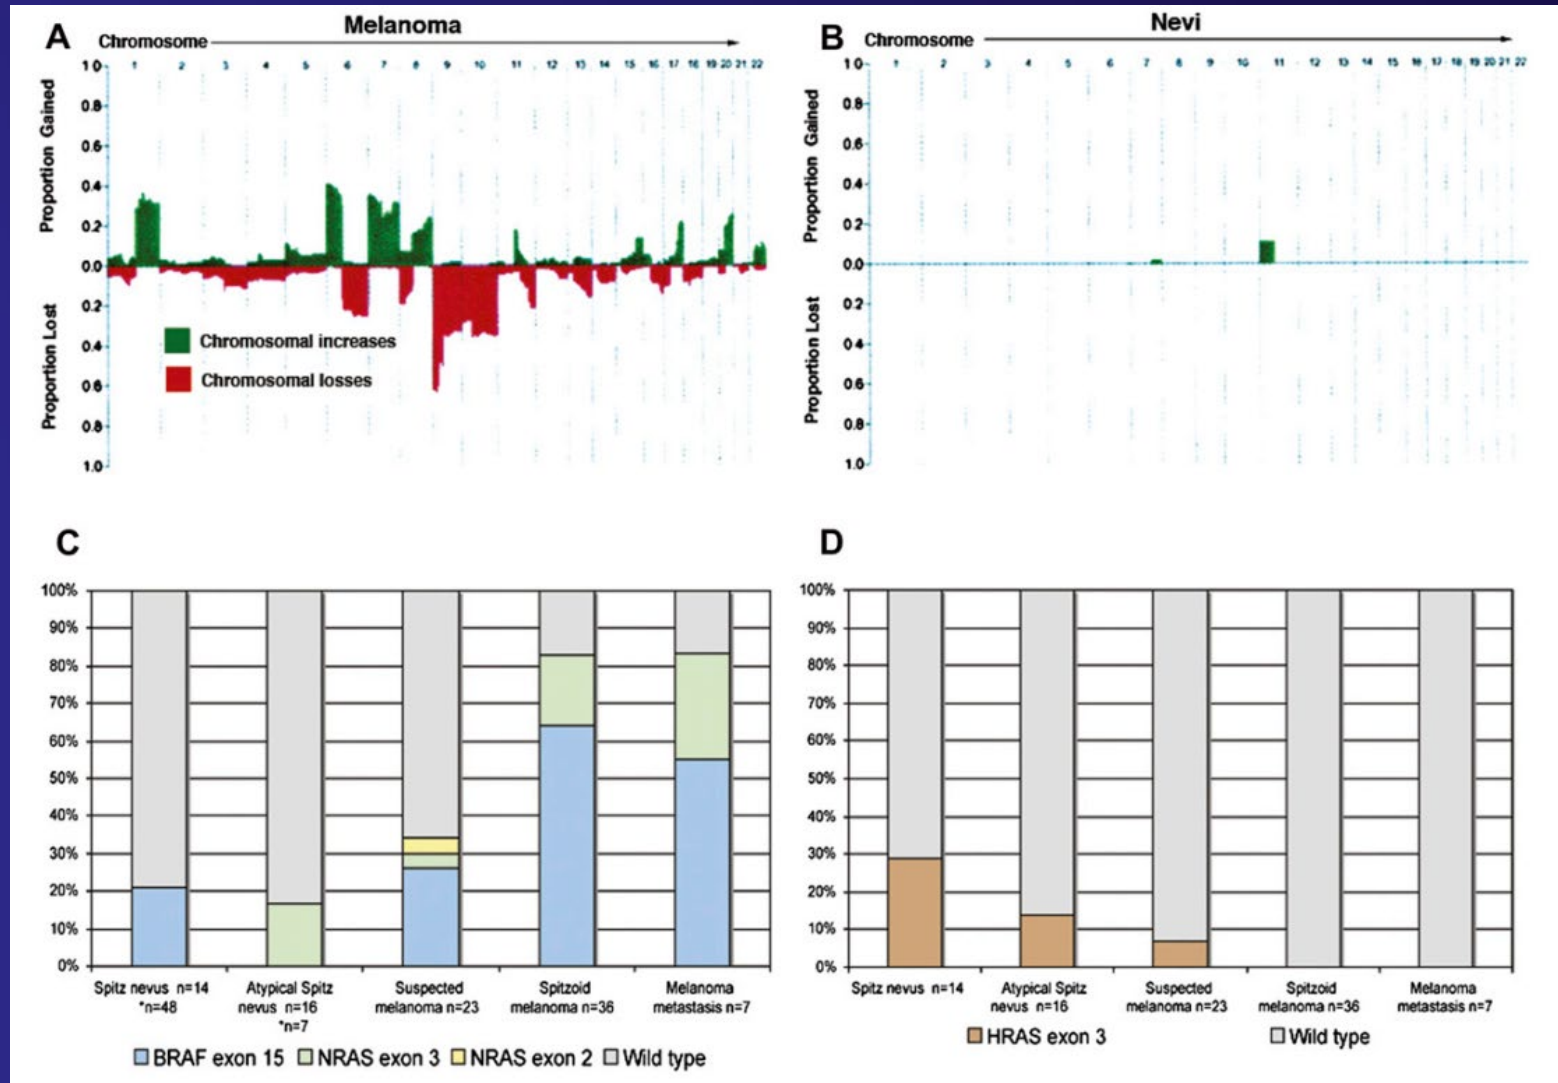 A
Melanoma
Chromosome
1 2 3 4 5 6 7 8 9 10 11 12 13 14 15 16 17 18 19 20 21 22
Proportion Gained
Proportion Lost
1.0
0.8
0.6
0.4
0.2
0.0
0.2
0.4
0.6
0.8
1.0
Chromosomal increases
Chromosomal losses
B
Nevi
Chromosome
1 2 3 4 5 6 7 8 9 10 11 12 13 14 15 16 17 18 19 20 21 22
Proportion Gained
Proportion Lost
1.0
0.8
0.6
0.4
0.2
0.0
0.2
0.4
0.6
0.8
1.0
C
100%
90%
80%
70%
60%
50%
40%
30%
20%
10%
0%
Spitz nevus n=14
*n=48
Atypical Spitz
nevus n=16
*n=7
Suspected
melanoma n=23
Spitzoid
melanoma n=36
Melanoma
metastasis n=7
BRAF exon 15 NRAS exon 3 NRAS exon 2 Wild type
D
100%
90%
80%
70%
60%
50%
40%
30%
20%
10%
0%
Spitz nevus n=14
Atypical Spitz
nevus n=16
Suspected
melanoma n=23
Spitzoid
melanoma n=36
Melanoma
metastasis n=7
HRAS exon 3 Wild type